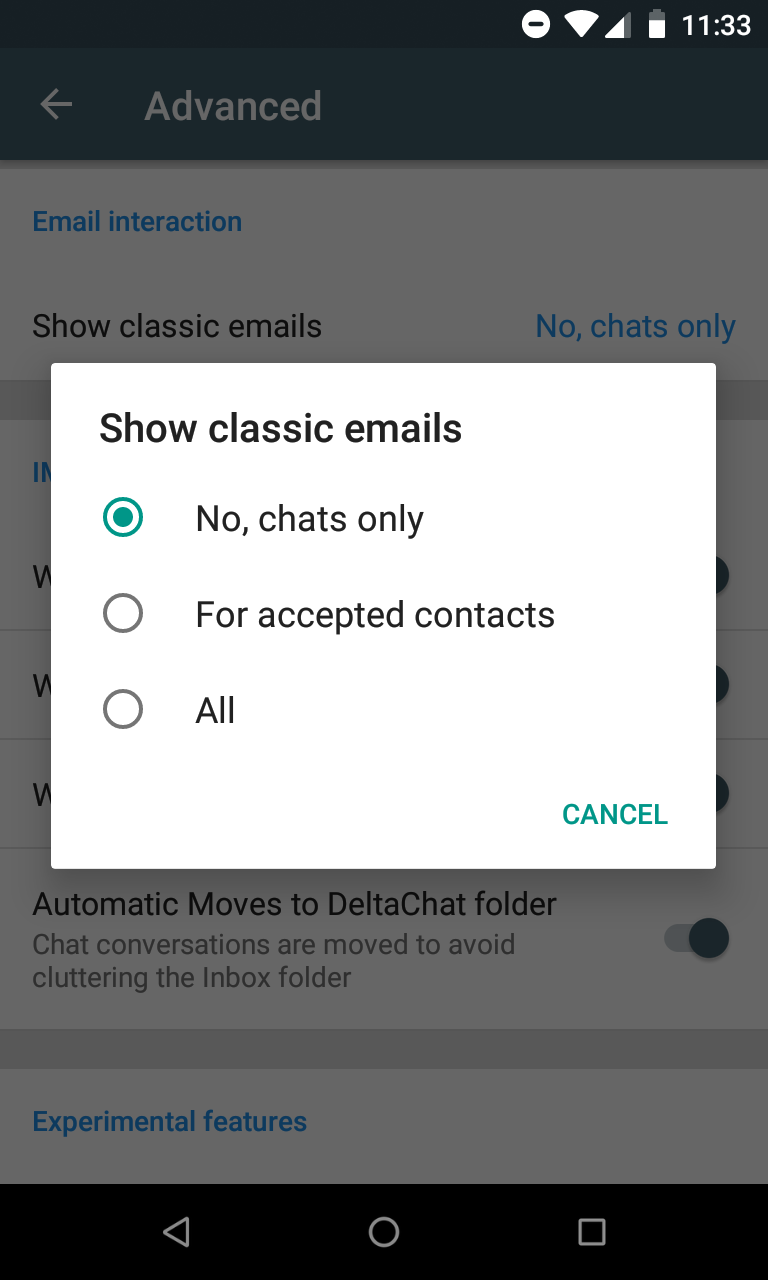 11:33
Advanced
Email interaction
Show classic emails No, chats only
Show classic emails
No, chats only
For accepted contacts
All
CANCEL
Automatic Moves to DeltaChat folder
Chat conversations are moved to avoid
cluttering the Inbox folder
Experimental features